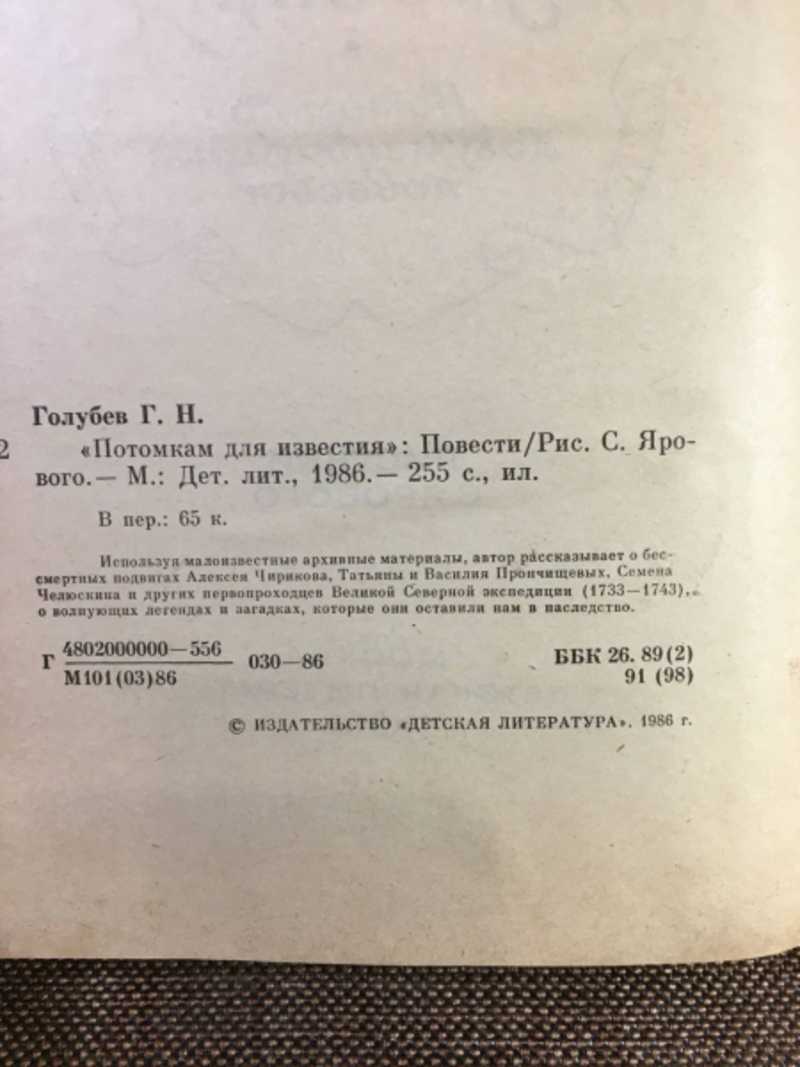 Голубев Г. Н.
2 «Потомкам для известия»: Повести/Рис. С. Яро-
вого.— М.: Дет. лит., 1986.— 255 с., ил.
В пер.: 65 к.
Используя малоизвестные архивные материалы, автор рассказывает о бес-
смертных подвигах Алексея Чирикова, Татьяны и Василия Прончищевых, Семена
Челюскина и других первопроходцев Великой Северной экспедиции (1733—1743),
о волнующих легендах и загадках, которые они оставили нам в наследство.
Г 4802000000—556 030—86
М101(03)86
ББК 26. 89(2)
91 (98)
© ИЗДАТЕЛЬСТВО «ДЕТСКАЯ ЛИТЕРАТУРА». 1986 г.